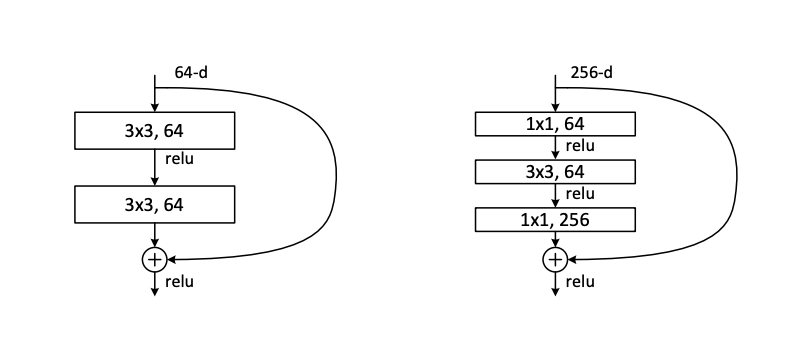 64-d
3x3, 64
relu
3x3, 64
relu
256-d
1x1, 64
relu
3x3, 64
relu
1x1, 256
relu